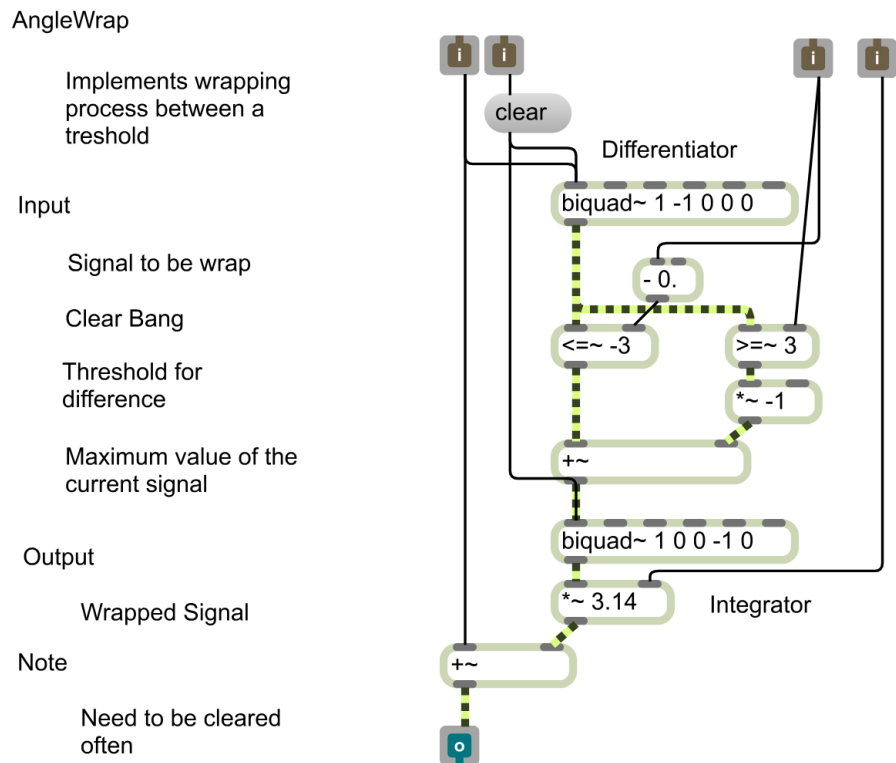 AngleWrap
Implements wrapping
process between a
treshold
Input
Signal to be wrap
Clear Bang
Threshold for
difference
Maximum value of the
current signal
Output
Wrapped Signal
Note
Need to be cleared
often
i
i
i
i
clear
Differentiator
biquad~ 1 -1 0 0 0
- 0.
<=~ -3
>=~ 3
*~ -1
+~
biquad~ 1 0 0 -1 0
*~ 3.14
Integrator
+~
o